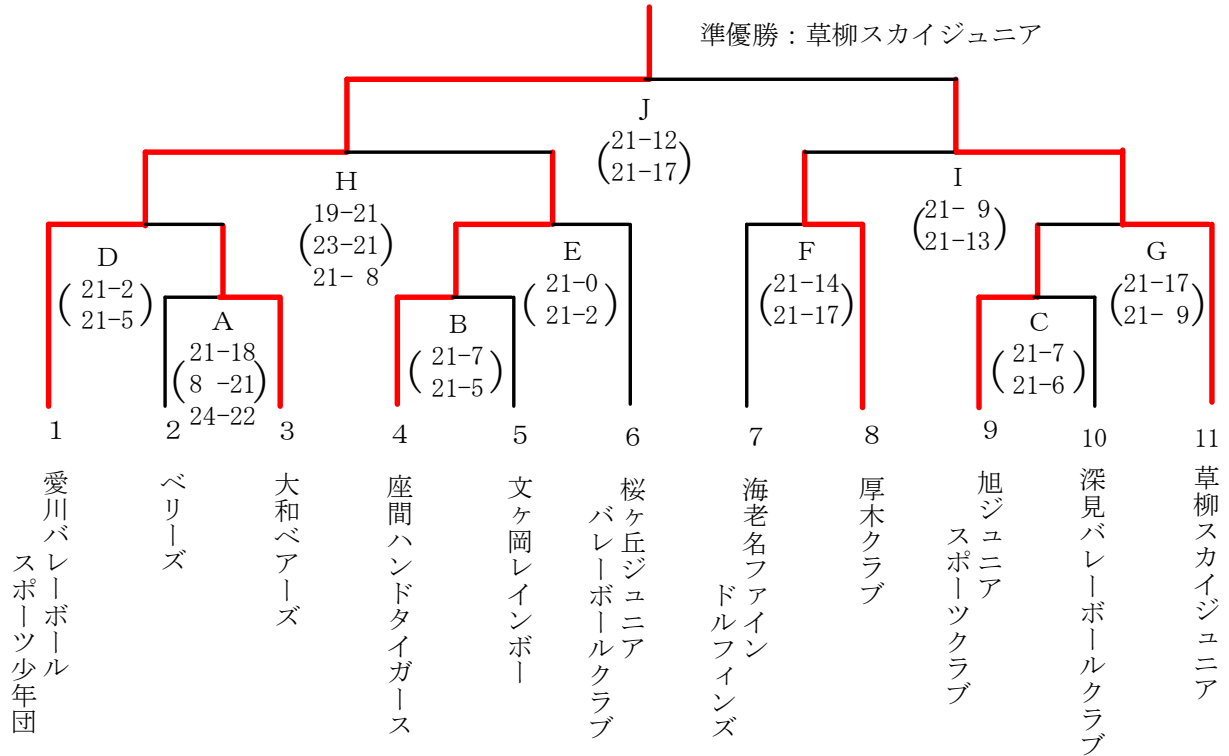 準優勝：草柳スカイジュニア
J
21-12
21-17
H
19-21
23-21
21- 8
I
21- 9
21-13
D
21-2
21-5
E
21-0
21-2
F
21-14
21-17
G
21-17
21- 9
A
21-18
8 -21
24-22
B
21-7
21-5
C
21-7
21-6
1
2
3
4
5
6
7
8
9
10
11
愛川バレーボール
スポーツ少年団
ベリーズ
大和ベアーズ
座間ハンドタイガース
文ヶ岡レインボー
桜ヶ丘ジュニア
バレーボールクラブ
海老名ファイン
ドルフィンズ
厚木クラブ
旭ジュニア
スポーツクラブ
深見バレーボールクラブ
草柳スカイジュニア